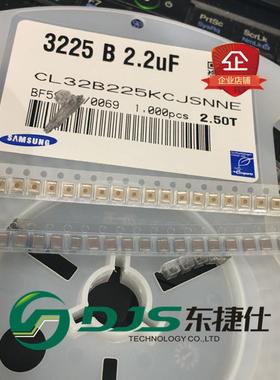 3225 B 2.2uF
CL32B225KCJSNNE
0069 1,000pcs 2.50T
SAMSUNG
企业店铺
DJS 东捷仕
TECHNOLOGY CO.,LTD